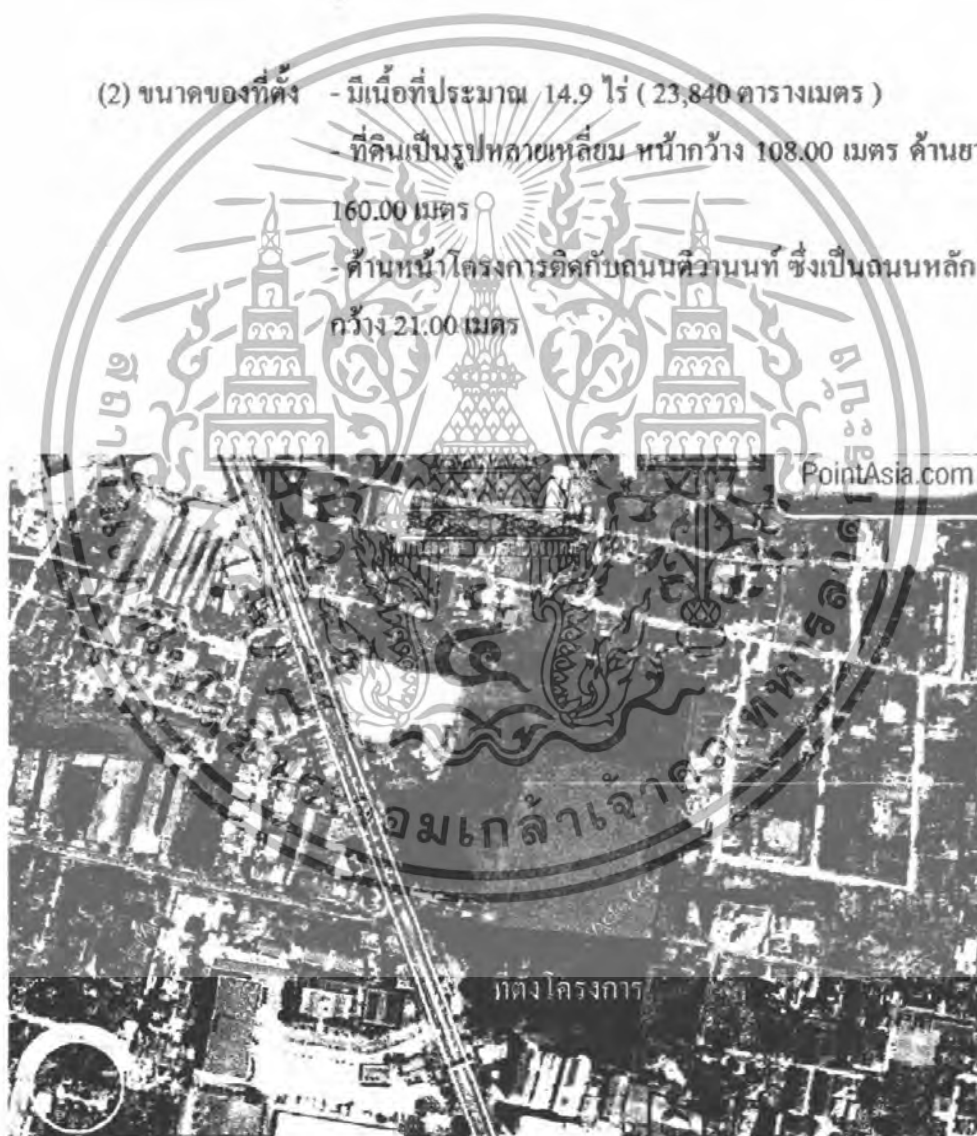 (2) ขนาดของที่ตั้ง - มีเนื้อที่ประมาณ 14.9 ไร่ ( 23,840 ตารางเมตร )
- ที่ดินเป็นรูปหลายเหลี่ยม หน้ากว้าง 108.00 เมตร ด้านยา
160.00 เมตร
- ด้านหน้าโครงการติดกับถนนติวานนท์ ซึ่งเป็นถนนหลัก
กว้าง 21.00 เมตร
PointAsia.com
ที่ตั้งโครงการ